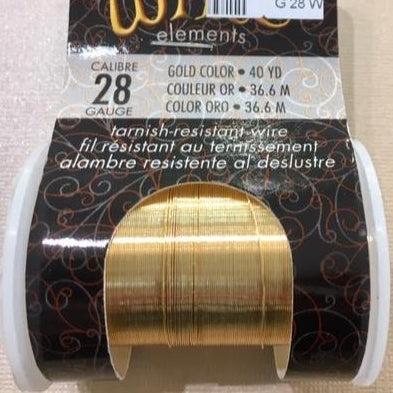 G 28 W
elements
CALIBRE
28
GAUGE
GOLD COLOR • 40 YD
COULEUR OR • 36.6 M
COLOR ORO • 36.6 M
tarnish-resistant wire
fil résistant au ternissement
alambre resistente al deslustre